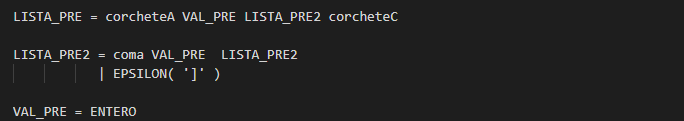 LISTA_PRE = corcheteA VAL_PRE LISTA_PRE2 corcheteC
LISTA_PRE2 = coma VAL_PRE  LISTA_PRE2
| EPSILON( ']' )
VAL_PRE = ENTERO